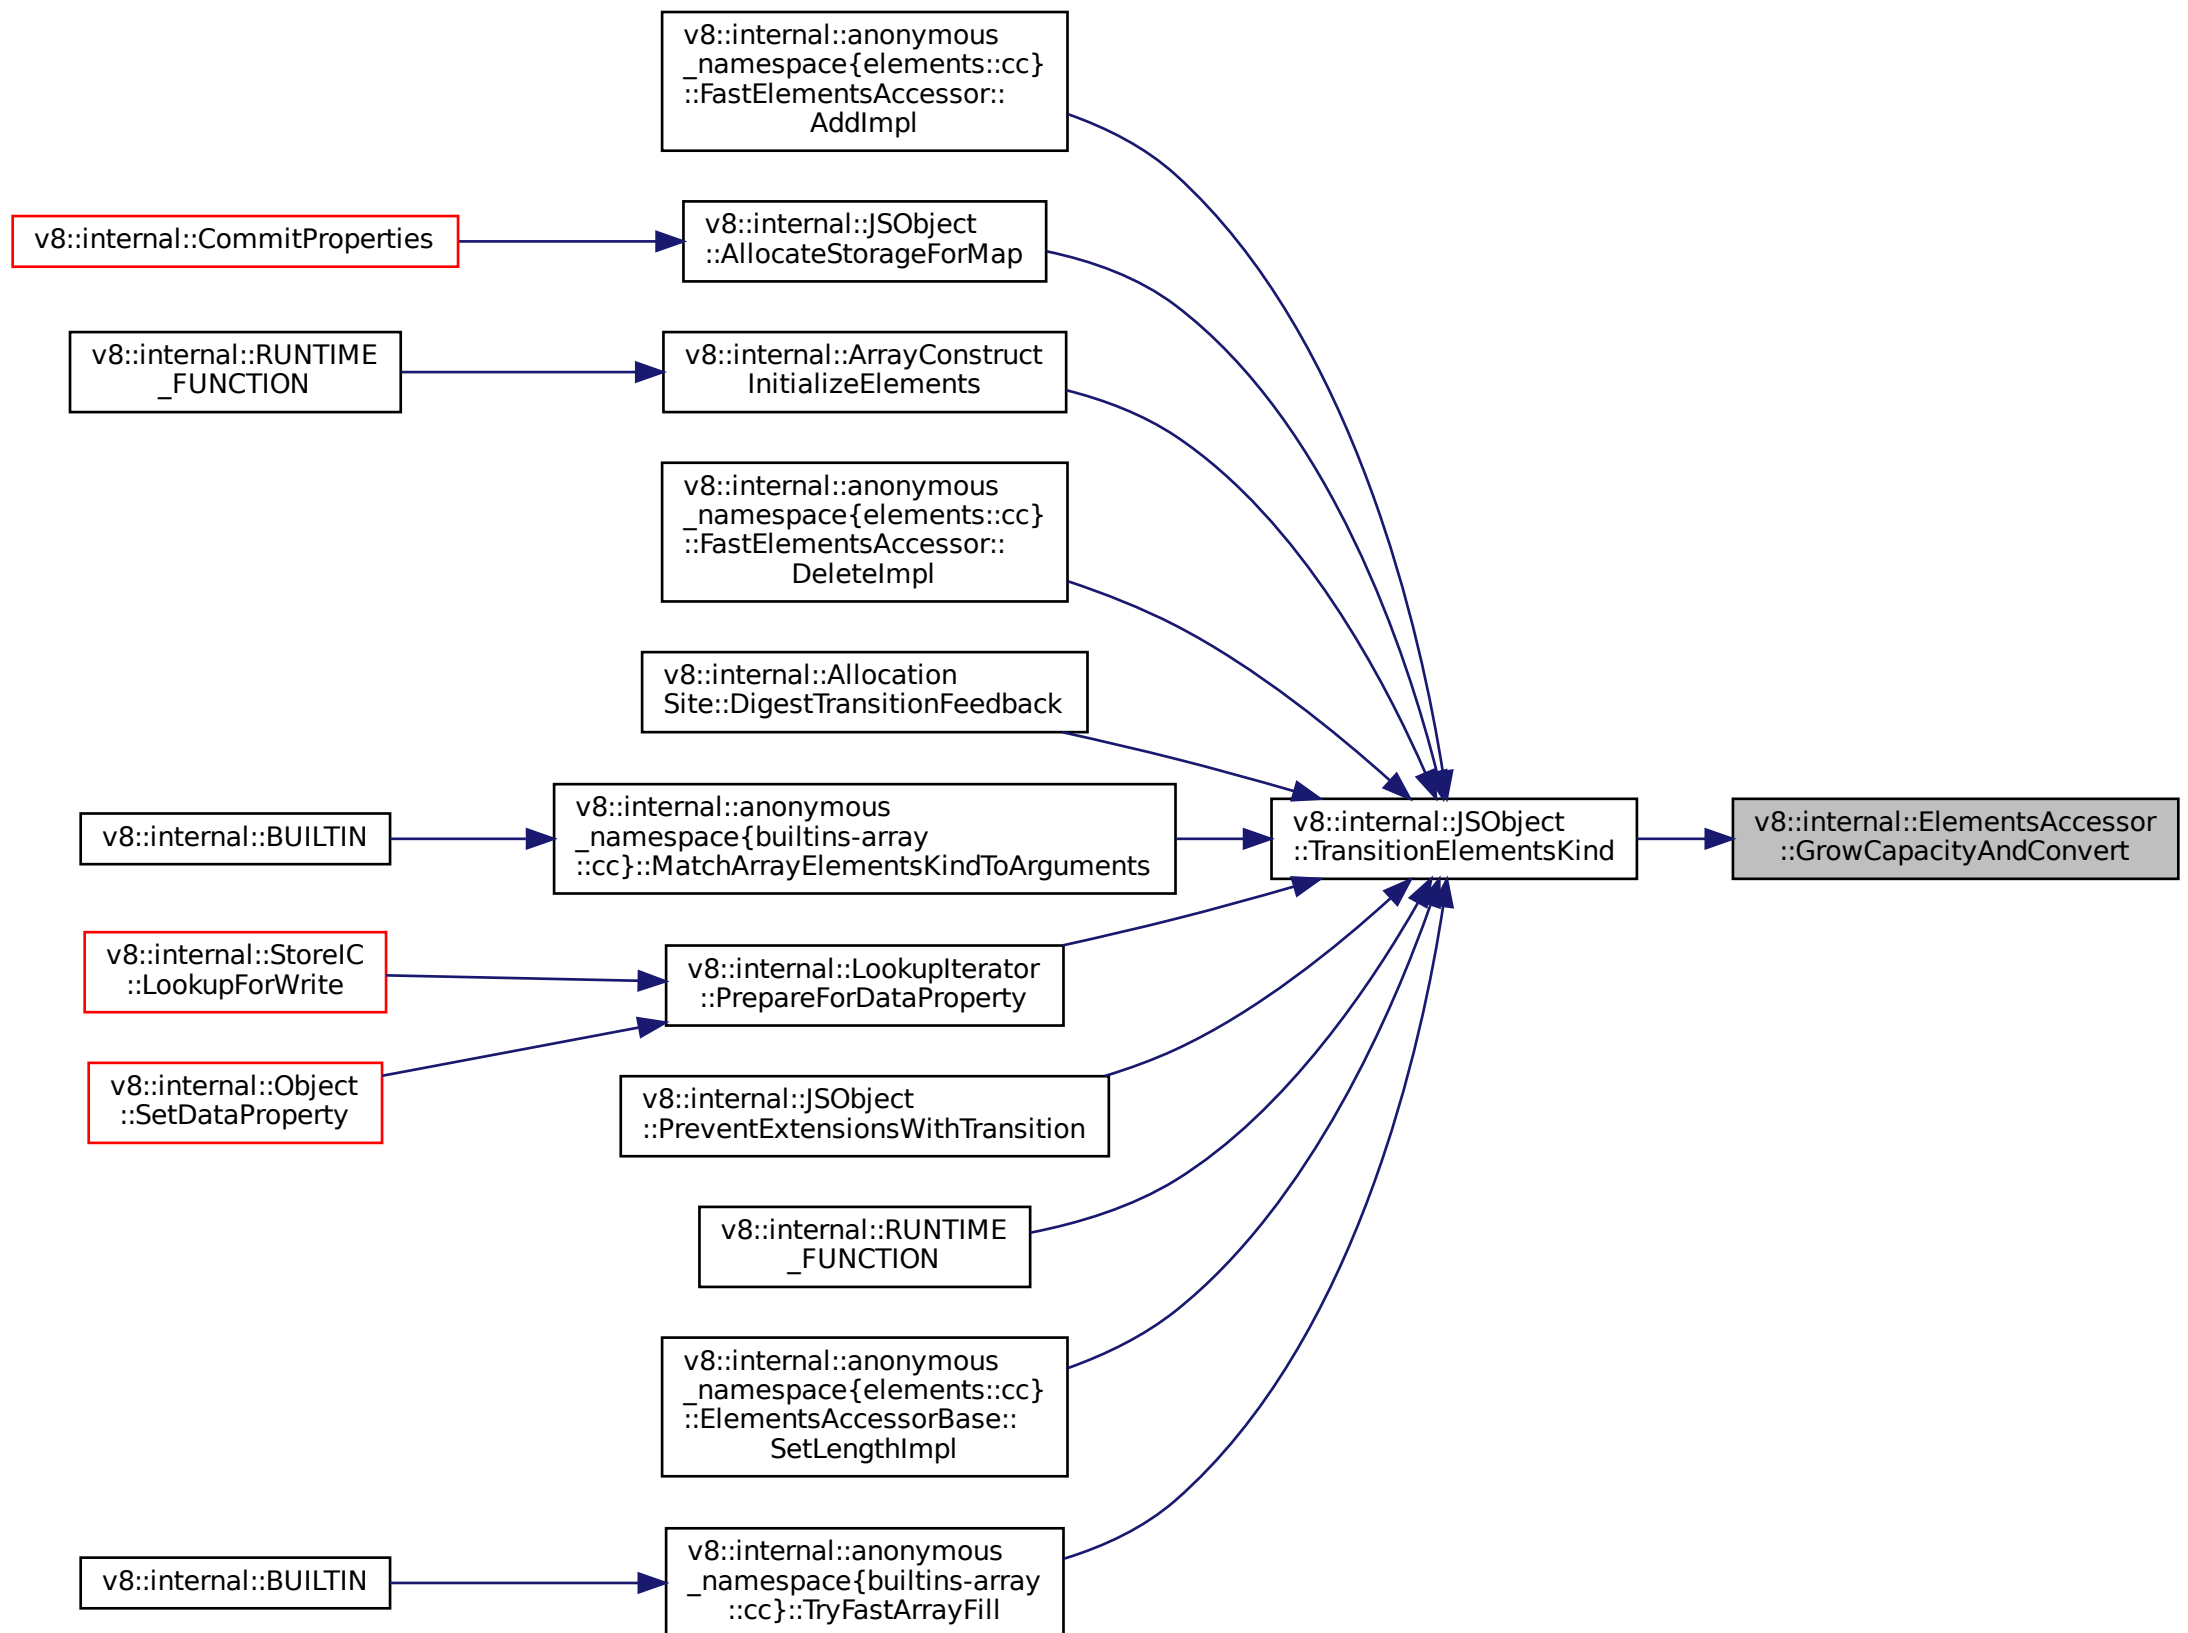 v8::internal::anonymous
_namespace{elements::cc}
::FastElementsAccessor::
AddImpl
v8::internal::CommitProperties
v8::internal::JSObject
::AllocateStorageForMap
v8::internal::RUNTIME
_FUNCTION
v8::internal::ArrayConstruct
InitializeElements
v8::internal::anonymous
_namespace{elements::cc}
::FastElementsAccessor::
DeleteImpl
v8::internal::Allocation
Site::DigestTransitionFeedback
v8::internal::BUILTIN
v8::internal::anonymous
_namespace{builtins-array
::cc}::MatchArrayElementsKindToArguments
v8::internal::JSObject
::TransitionElementsKind
v8::internal::ElementsAccessor
::GrowCapacityAndConvert
v8::internal::StoreIC
::LookupForWrite
v8::internal::LookupIterator
::PrepareForDataProperty
v8::internal::Object
::SetDataProperty
v8::internal::JSObject
::PreventExtensionsWithTransition
v8::internal::RUNTIME
_FUNCTION
v8::internal::anonymous
_namespace{elements::cc}
::ElementsAccessorBase::
SetLengthImpl
v8::internal::BUILTIN
v8::internal::anonymous
_namespace{builtins-array
::cc}::TryFastArrayFill